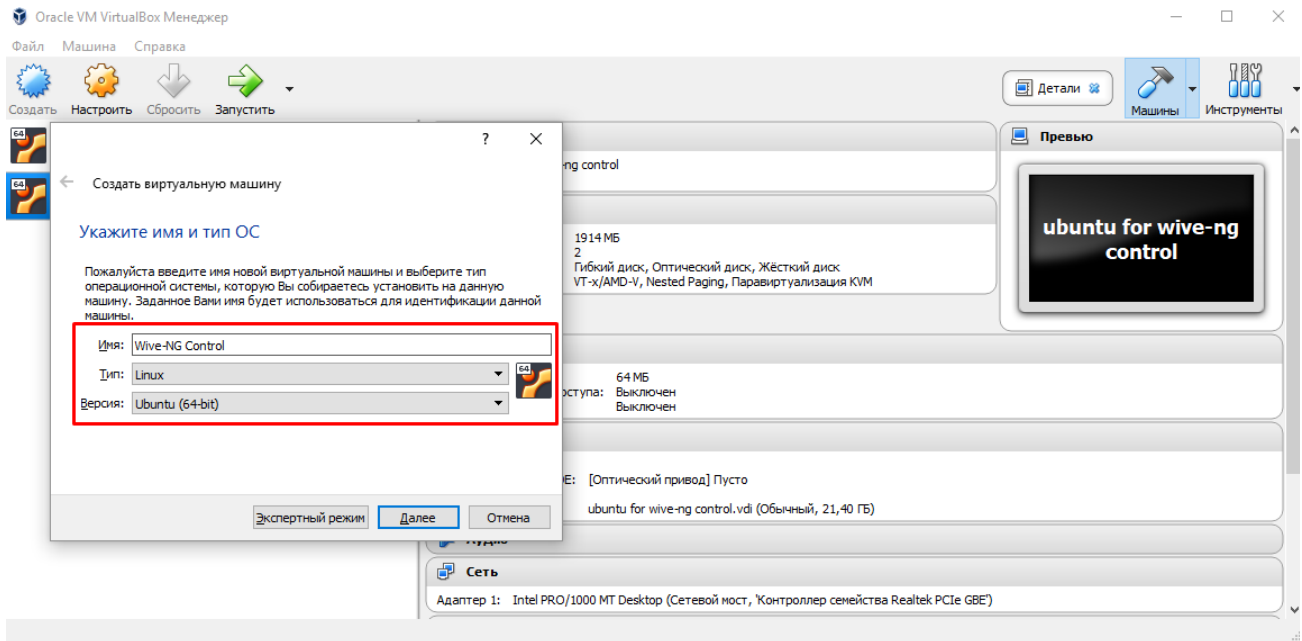 Oracle VM VirtualBox Менеджер
Файл Машина Справка
Создать Настроить Сбросить Запустить
Детали
Машины
Инструменты
64
64
?
Создать виртуальную машину
Укажите имя и тип ОС
Пожалуйста введите имя новой виртуальной машины и выберите тип
операционной системы, которую Вы собираетесь установить на данную
машину. Заданное Вами имя будет использоваться для идентификации данной
машины.
Имя: Wive-NG Control
Тип: Linux
64
Версия: Ubuntu (64-bit)
Экспертный режим Далее Отмена
-ng control
1914 МБ
2
Гибкий диск, Оптический диск, Жёсткий диск
VT-x/AMD-V, Nested Paging, Паравиртуализация KVM
64 МБ
оступа: Выключен
Выключен
E: [Оптический привод] Пусто
ubuntu for wive-ng control.vdi (Обычный, 21,40 ГБ)
Аудио
Сеть
Адаптер 1: Intel PRO/1000 MT Desktop (Сетевой мост, 'Контроллер семейства Realtek PCIe GBE')
Превью
ubuntu for wive-ng
control